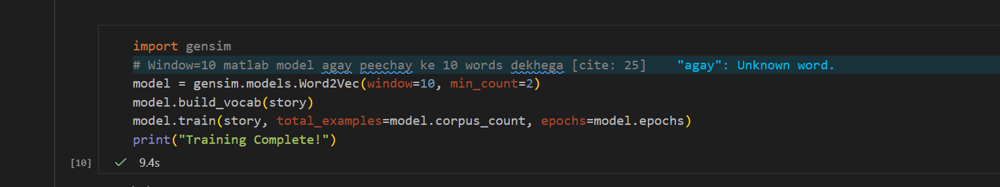 import gensim
# Window=10 matlab model agay peechay ke 10 words dekhega [cite: 25] "agay": Unknown word.
model = gensim.models.Word2Vec(window=10, min_count=2)
model.build_vocab(story)
model.train(story, total_examples=model.corpus_count, epochs=model.epochs)
print("Training Complete!")
[10] 9.4s